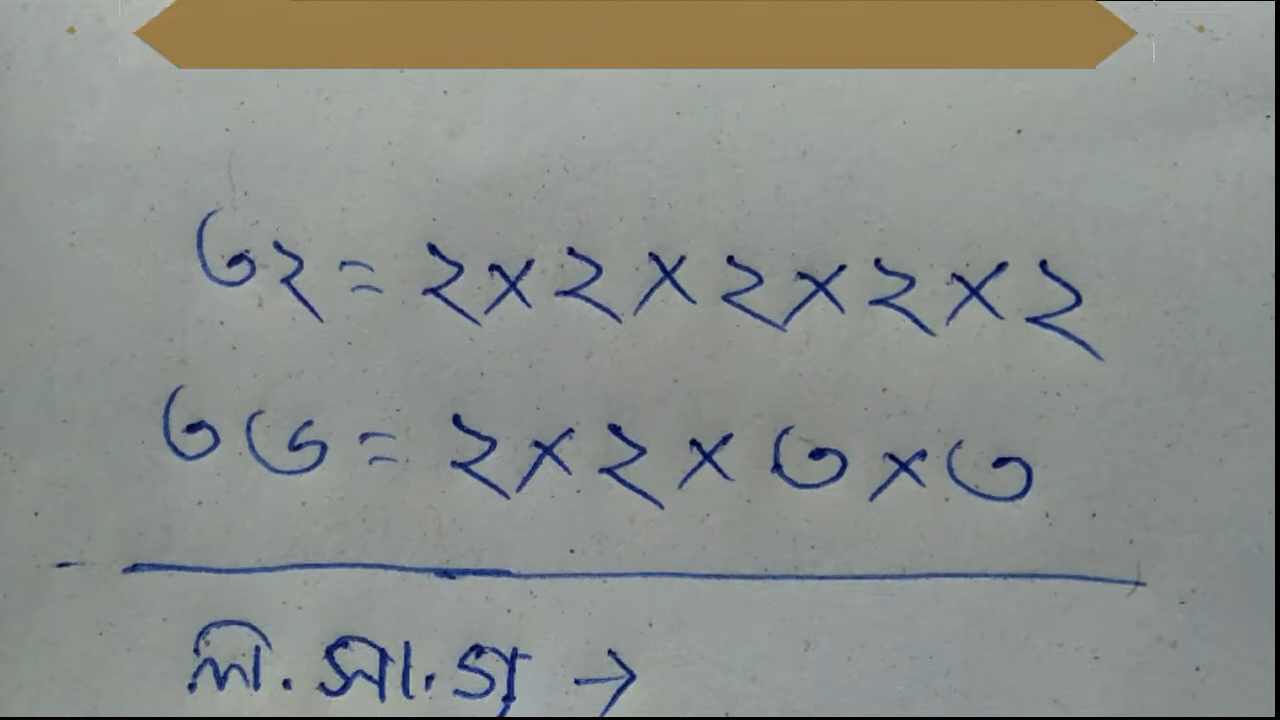 ৩২ = ২ × ২ × ২ × ২ × ২
৩৬ = ২ × ২ × ৩ × ৩
লি. সা. গু →